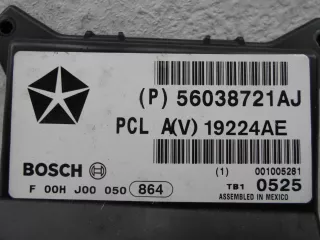 (P) 56038721AJ
PCL A(V) 19224AE
BOSCH (1) 001005281
F 00H J00 050 864 TB1 0525
ASSEMBLED IN MEXICO